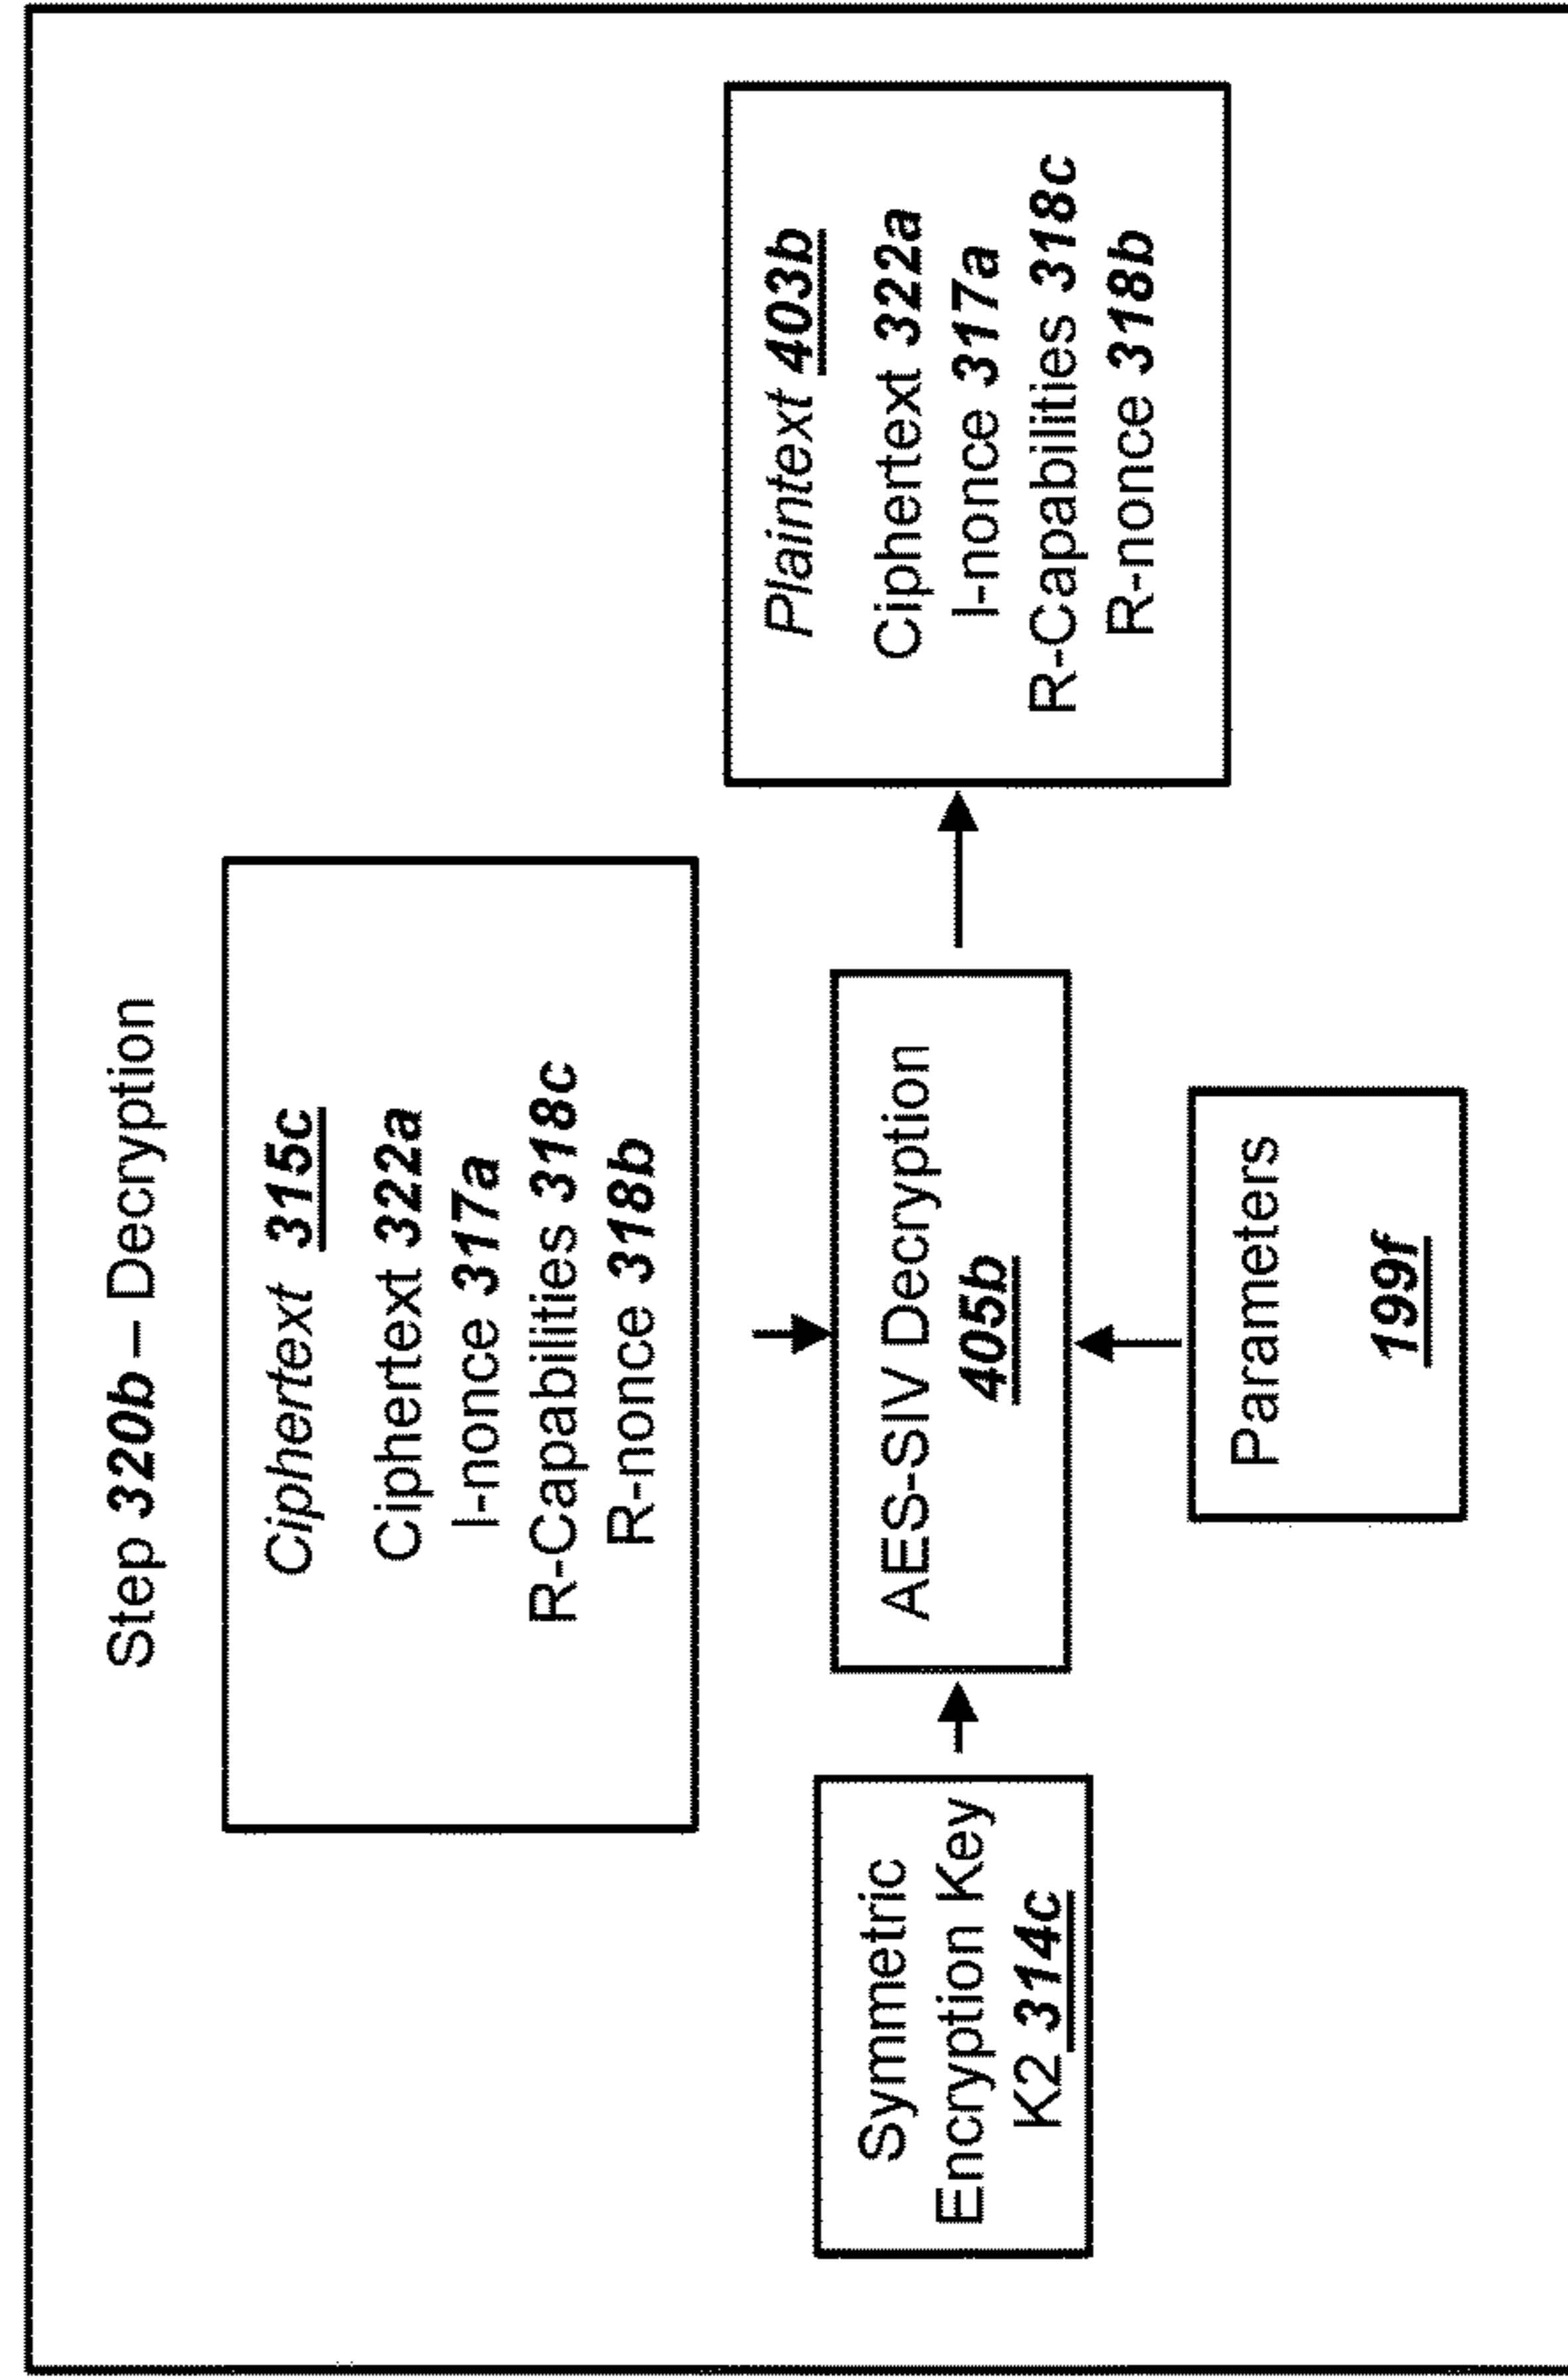 Step 320b – Decryption
Ciphertext 315c
Ciphertext 322a
I-nonce 317a
R-Capabilities 318c
R-nonce 318b
Symmetric
Encryption Key
K2 314c
AES-SIV Decryption
405b
Plaintext 403b
Ciphertext 322a
I-nonce 317a
R-Capabilities 318c
R-nonce 318b
Parameters
199f